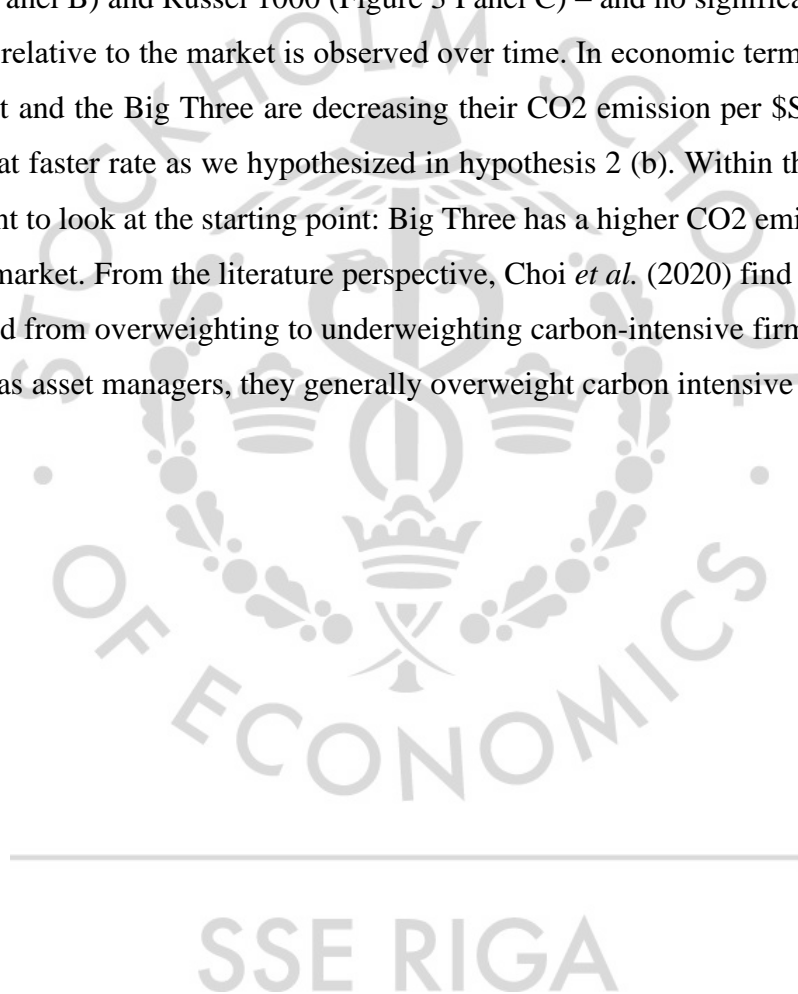 anel B) and Russel 1000 (Figure 3 Panel C) – and no significa
relative to the market is observed over time. In economic term
t and the Big Three are decreasing their CO2 emission per $S
at faster rate as we hypothesized in hypothesis 2 (b). Within th
nt to look at the starting point: Big Three has a higher CO2 emi
market. From the literature perspective, Choi et al. (2020) find
d from overweighting to underweighting carbon-intensive firm
as asset managers, they generally overweight carbon intensive
STOCKHOLM SCHOOL
OF ECONOMICS
SSE RIGA